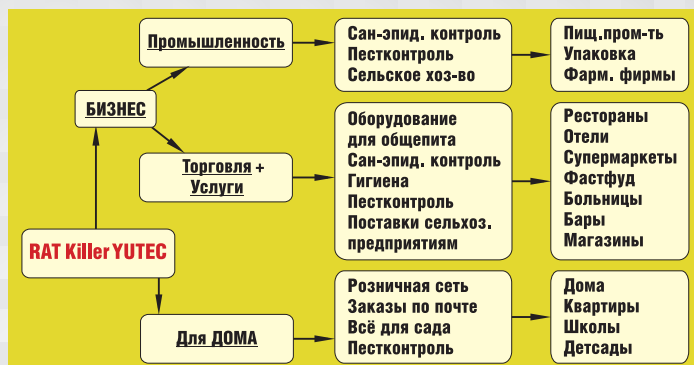 Промышленность
Сан-эпид. контроль
Пестконтроль
Сельское хоз-во
Пищ.пром-ть
Упаковка
Фарм. фирмы
БИЗНЕС
Торговля +
Услуги
Оборудование
для общепита
Сан-эпид. контроль
Гигиена
Пестконтроль
Поставки сельхоз.
предприятиям
Рестораны
Отели
Супермаркеты
Фастфуд
Больницы
Бары
Магазины
RAT Killer YUTEC
Для ДОМА
Розничная сеть
Заказы по почте
Всё для сада
Пестконтроль
Дома
Квартиры
Школы
Детсады